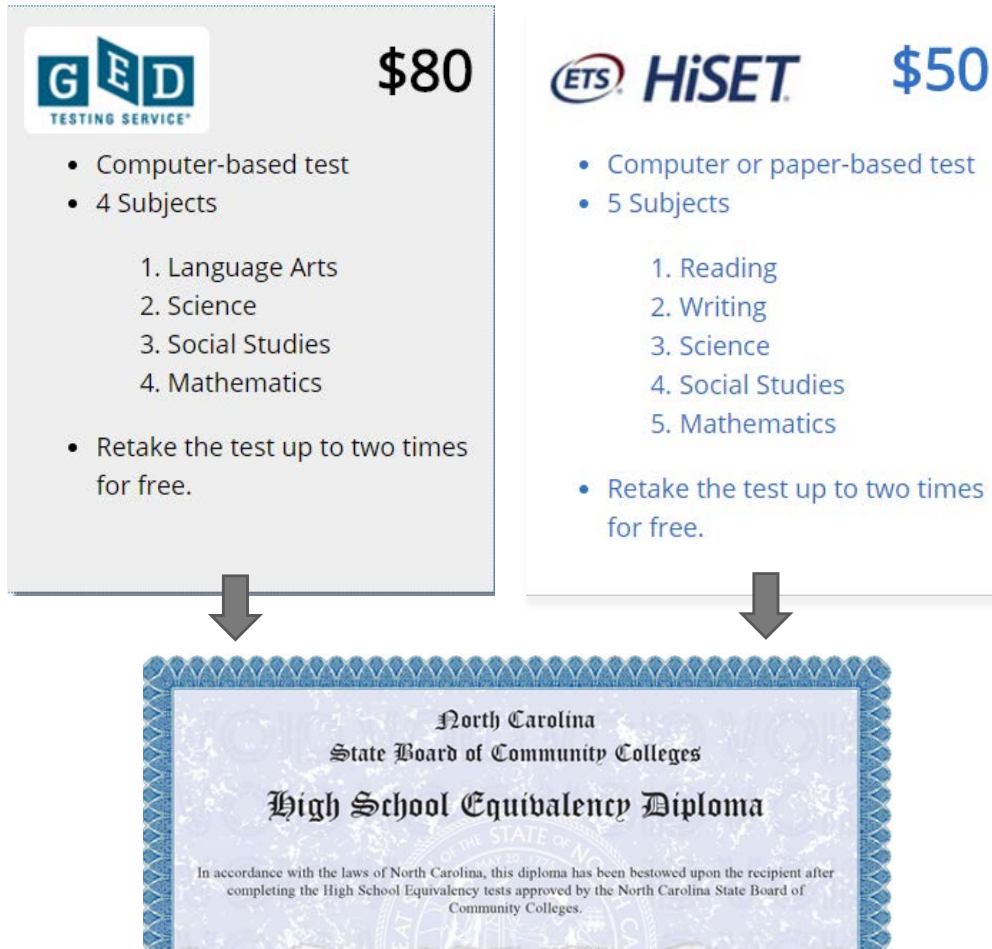 GED
TESTING SERVICE®
$80
• Computer-based test
• 4 Subjects
1. Language Arts
2. Science
3. Social Studies
4. Mathematics
• Retake the test up to two times
for free.
ETS HiSET
$50
• Computer or paper-based test
• 5 Subjects
1. Reading
2. Writing
3. Science
4. Social Studies
5. Mathematics
• Retake the test up to two times
for free.
North Carolina
State Board of Community Colleges
High School Equivalency Diploma
In accordance with the laws of North Carolina, this diploma has been bestowed upon the recipient after
completing the High School Equivalency tests approved by the North Carolina State Board of
Community Colleges.